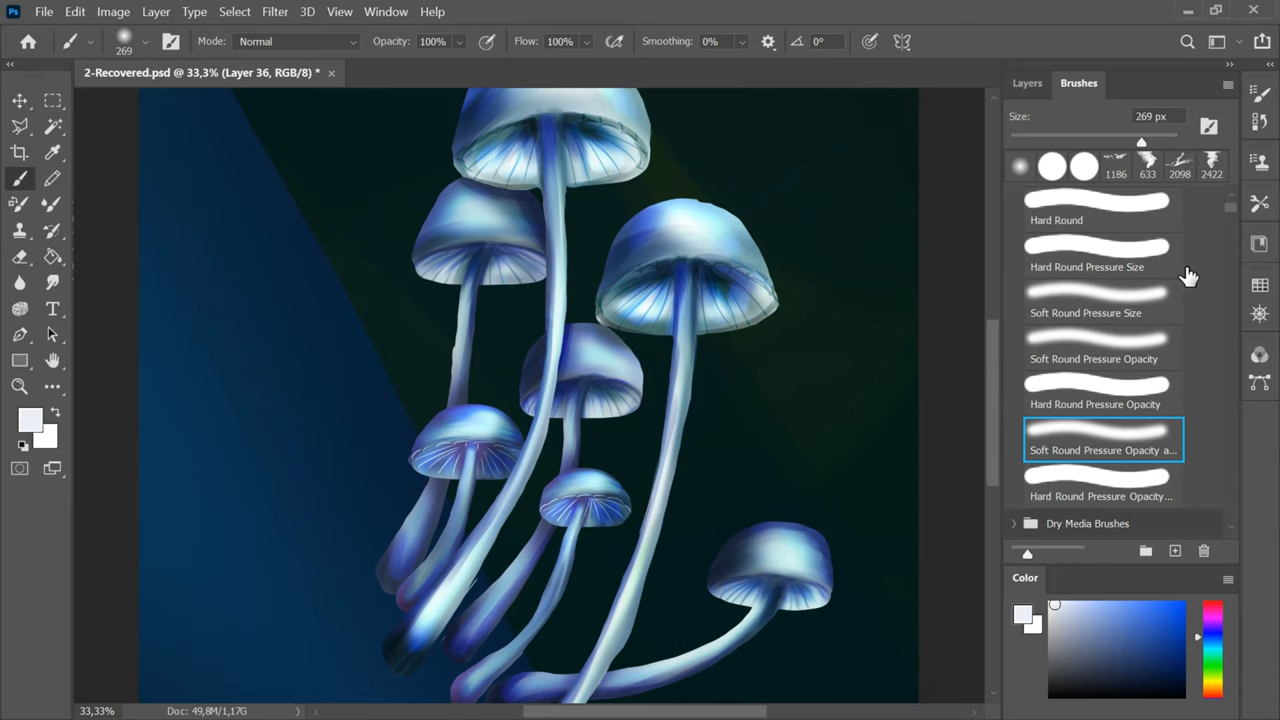 Ps File Edit Image Layer Type Select Filter 3D View Window Help
269 Mode: Normal Opacity: 100% Flow: 100% Smoothing: 0% 0°
2-Recovered.psd @ 33,3% (Layer 36, RGB/8) *
Layers Brushes
Size: 269 px
1186 633 2098 2422
Hard Round
Hard Round Pressure Size
Soft Round Pressure Size
Soft Round Pressure Opacity
Hard Round Pressure Opacity
Soft Round Pressure Opacity a...
Hard Round Pressure Opacity...
Dry Media Brushes
Color
33,33% Doc: 49,8M/1,17G